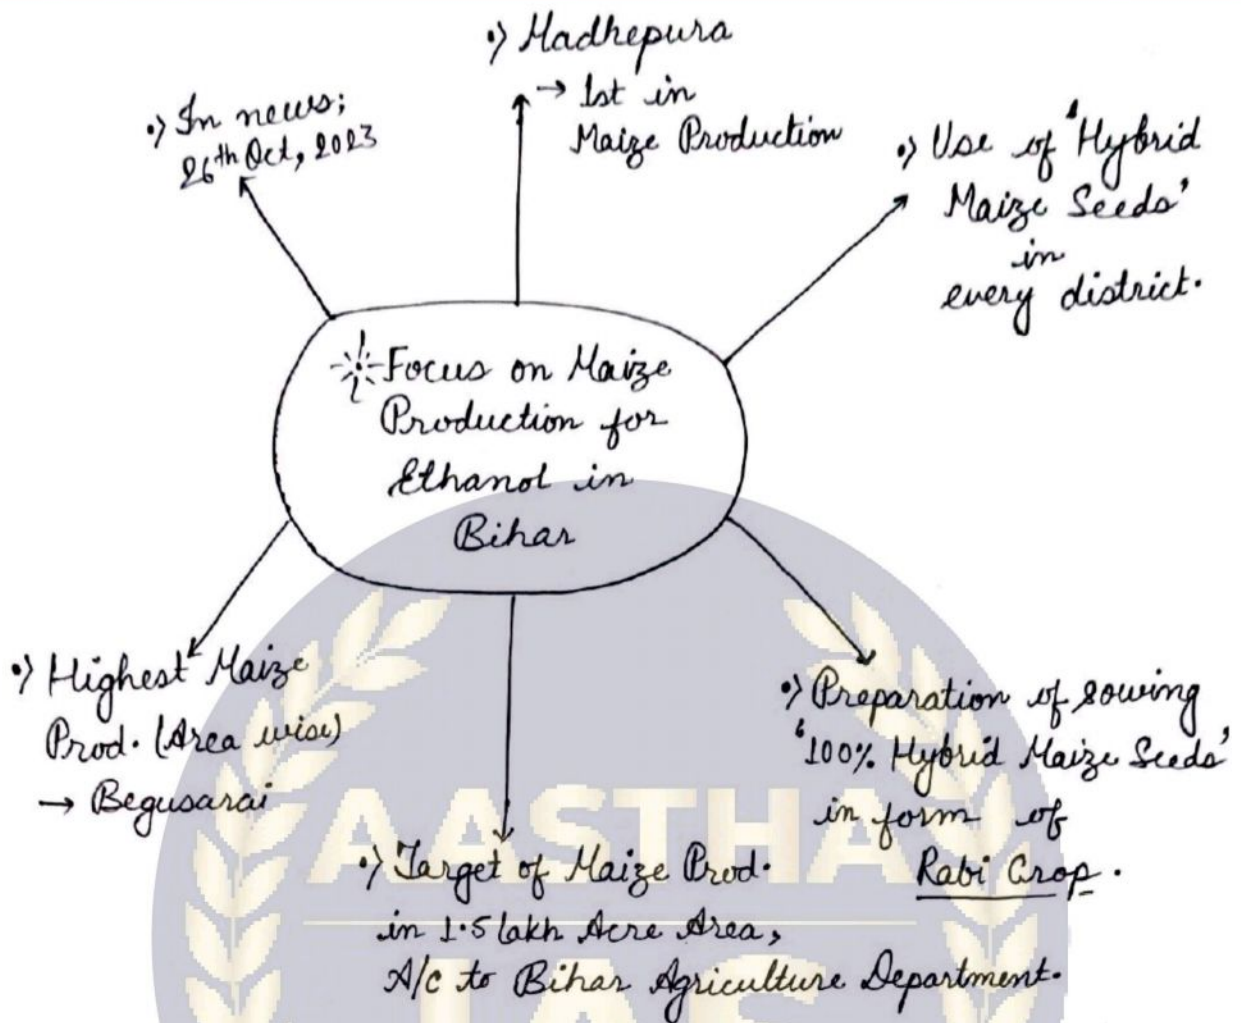 •) Madhepura
→ 1st in
Maize Production
•) In news;
26th Oct, 2023
•) Use of 'Hybrid
Maize Seeds'
in
every district.
Focus on Maize
Production for
Ethanol in
Bihar
•) Highest Maize
Prod. (Area wise)
→ Begusarai
•) Preparation of sowing
'100% Hybrid Maize Seeds'
in form of
Rabi Crop.
•) Target of Maize Prod.
in 1.5 lakh Acre Area,
A/c to Bihar Agriculture Department.
AASTHA
IAS